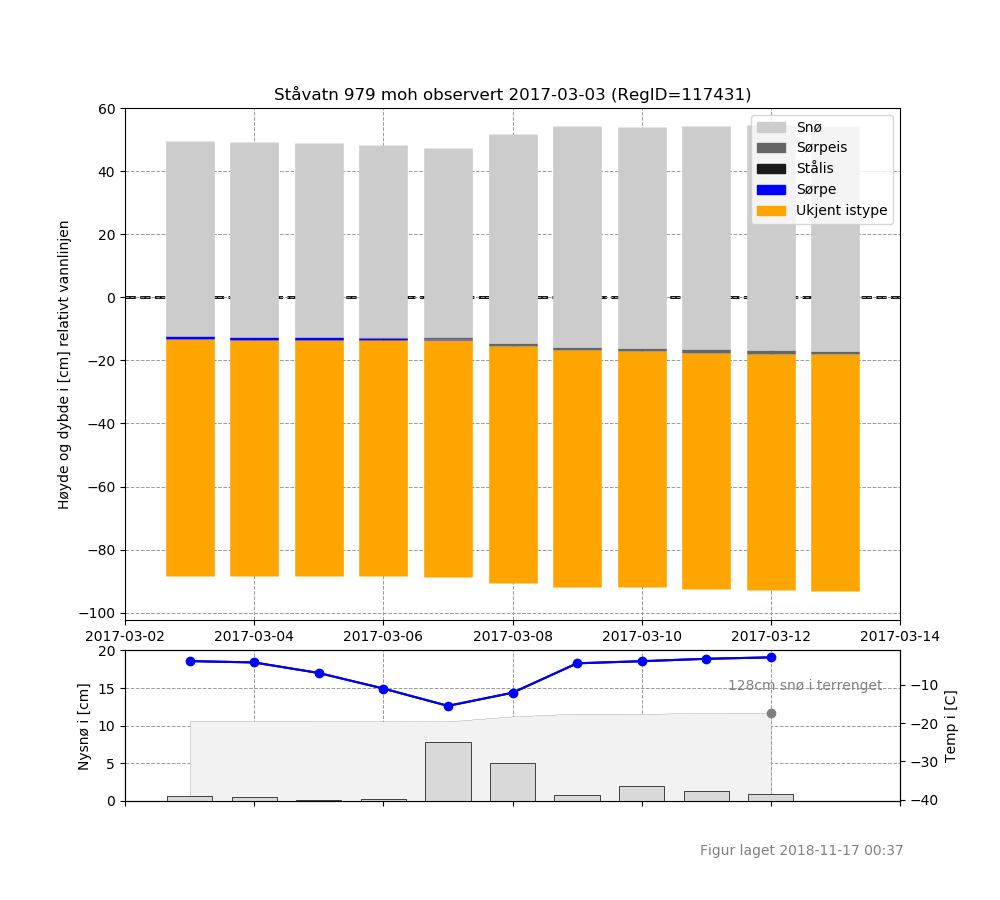 Ståvatn 979 moh observert 2017-03-03 (RegID=117431)
Høyde og dybde i [cm] relativt vannlinjen
60
40
20
0
−20
−40
−60
−80
−100
Snø
Sørpeis
Stålis
Sørpe
Ukjent istype
2017-03-02 2017-03-04 2017-03-06 2017-03-08 2017-03-10 2017-03-12 2017-03-14
Nysnø i [cm]
20
15
10
5
0
128cm snø i terrenget
−10
−20
−30
−40
Temp i [C]
Figur laget 2018-11-17 00:37